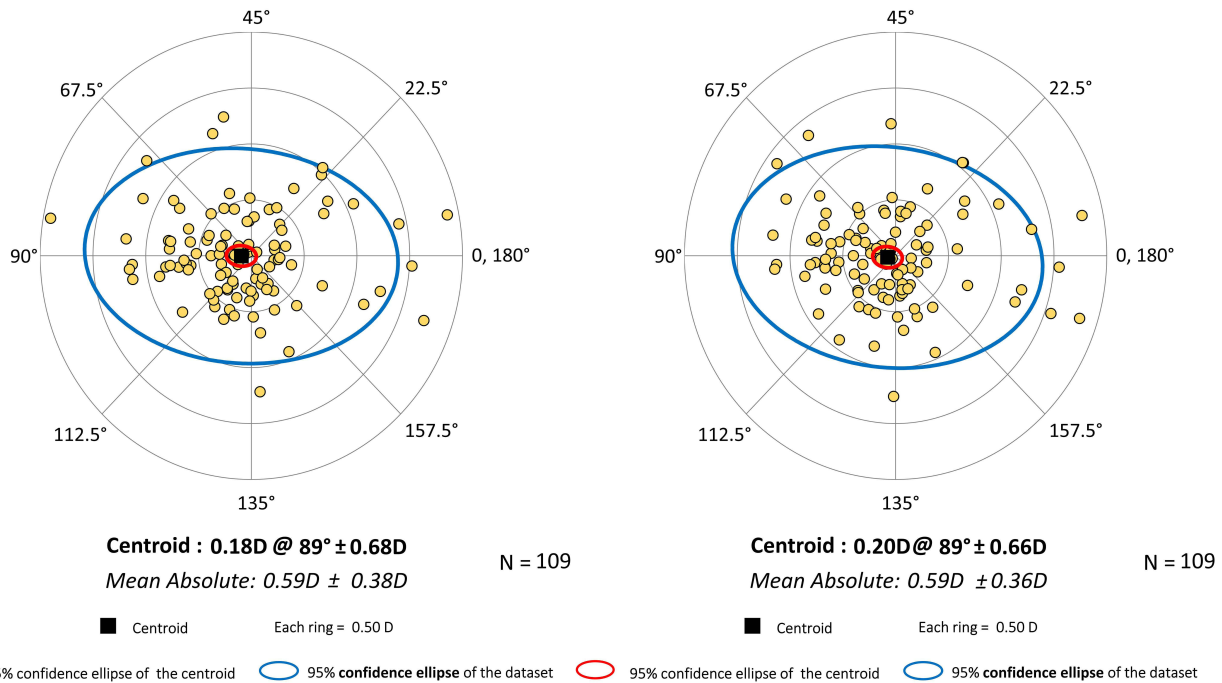 45°
67.5°
22.5°
90°
0, 180°
112.5°
157.5°
135°
Centroid : 0.18D @ 89° ± 0.68D
Mean Absolute: 0.59D ± 0.38D
N = 109
Centroid
Each ring = 0.50 D
45°
67.5°
22.5°
90°
0, 180°
112.5°
157.5°
135°
Centroid : 0.20D@ 89° ± 0.66D
Mean Absolute: 0.59D ±0.36D
N = 109
Centroid
Each ring = 0.50 D
5% confidence ellipse of the centroid
95% confidence ellipse of the dataset
95% confidence ellipse of the centroid
95% confidence ellipse of the dataset